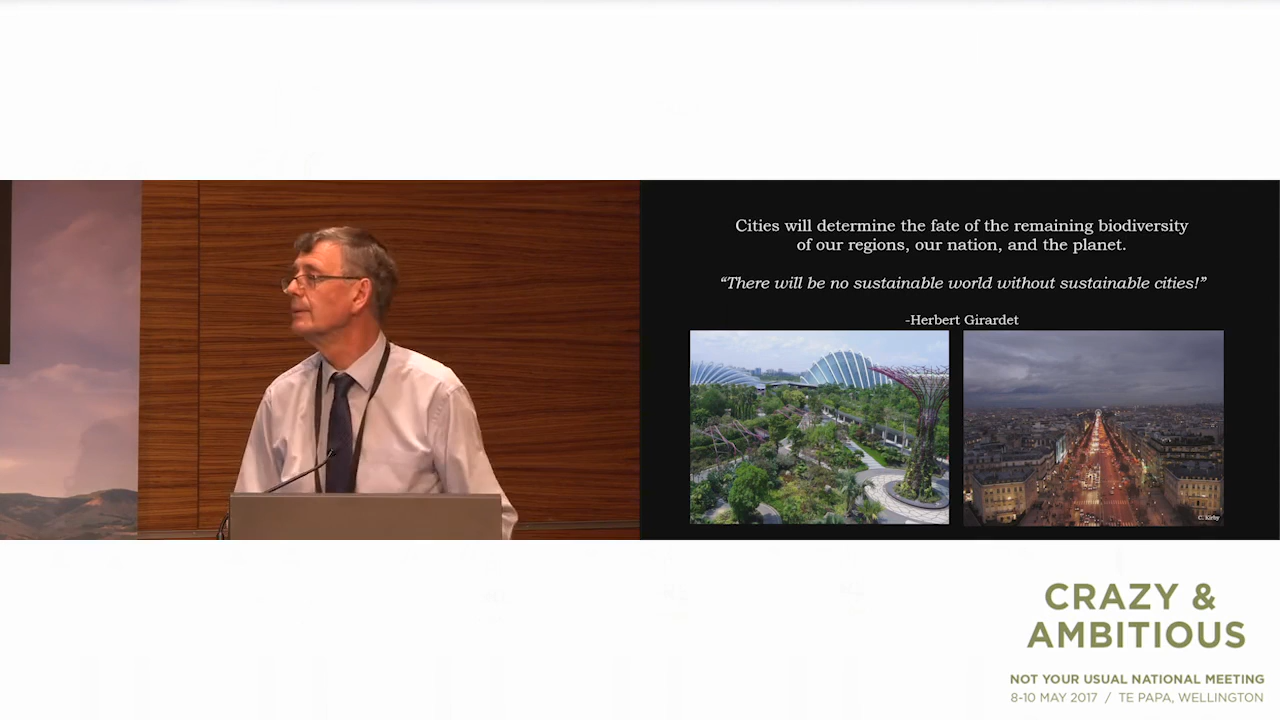 Cities will determine the fate of the remaining biodiversity
of our regions, our nation, and the planet.
“There will be no sustainable world without sustainable cities!”
-Herbert Girardet
C. Kirby
CRAZY &
AMBITIOUS
NOT YOUR USUAL NATIONAL MEETING
8-10 MAY 2017 / TE PAPA, WELLINGTON